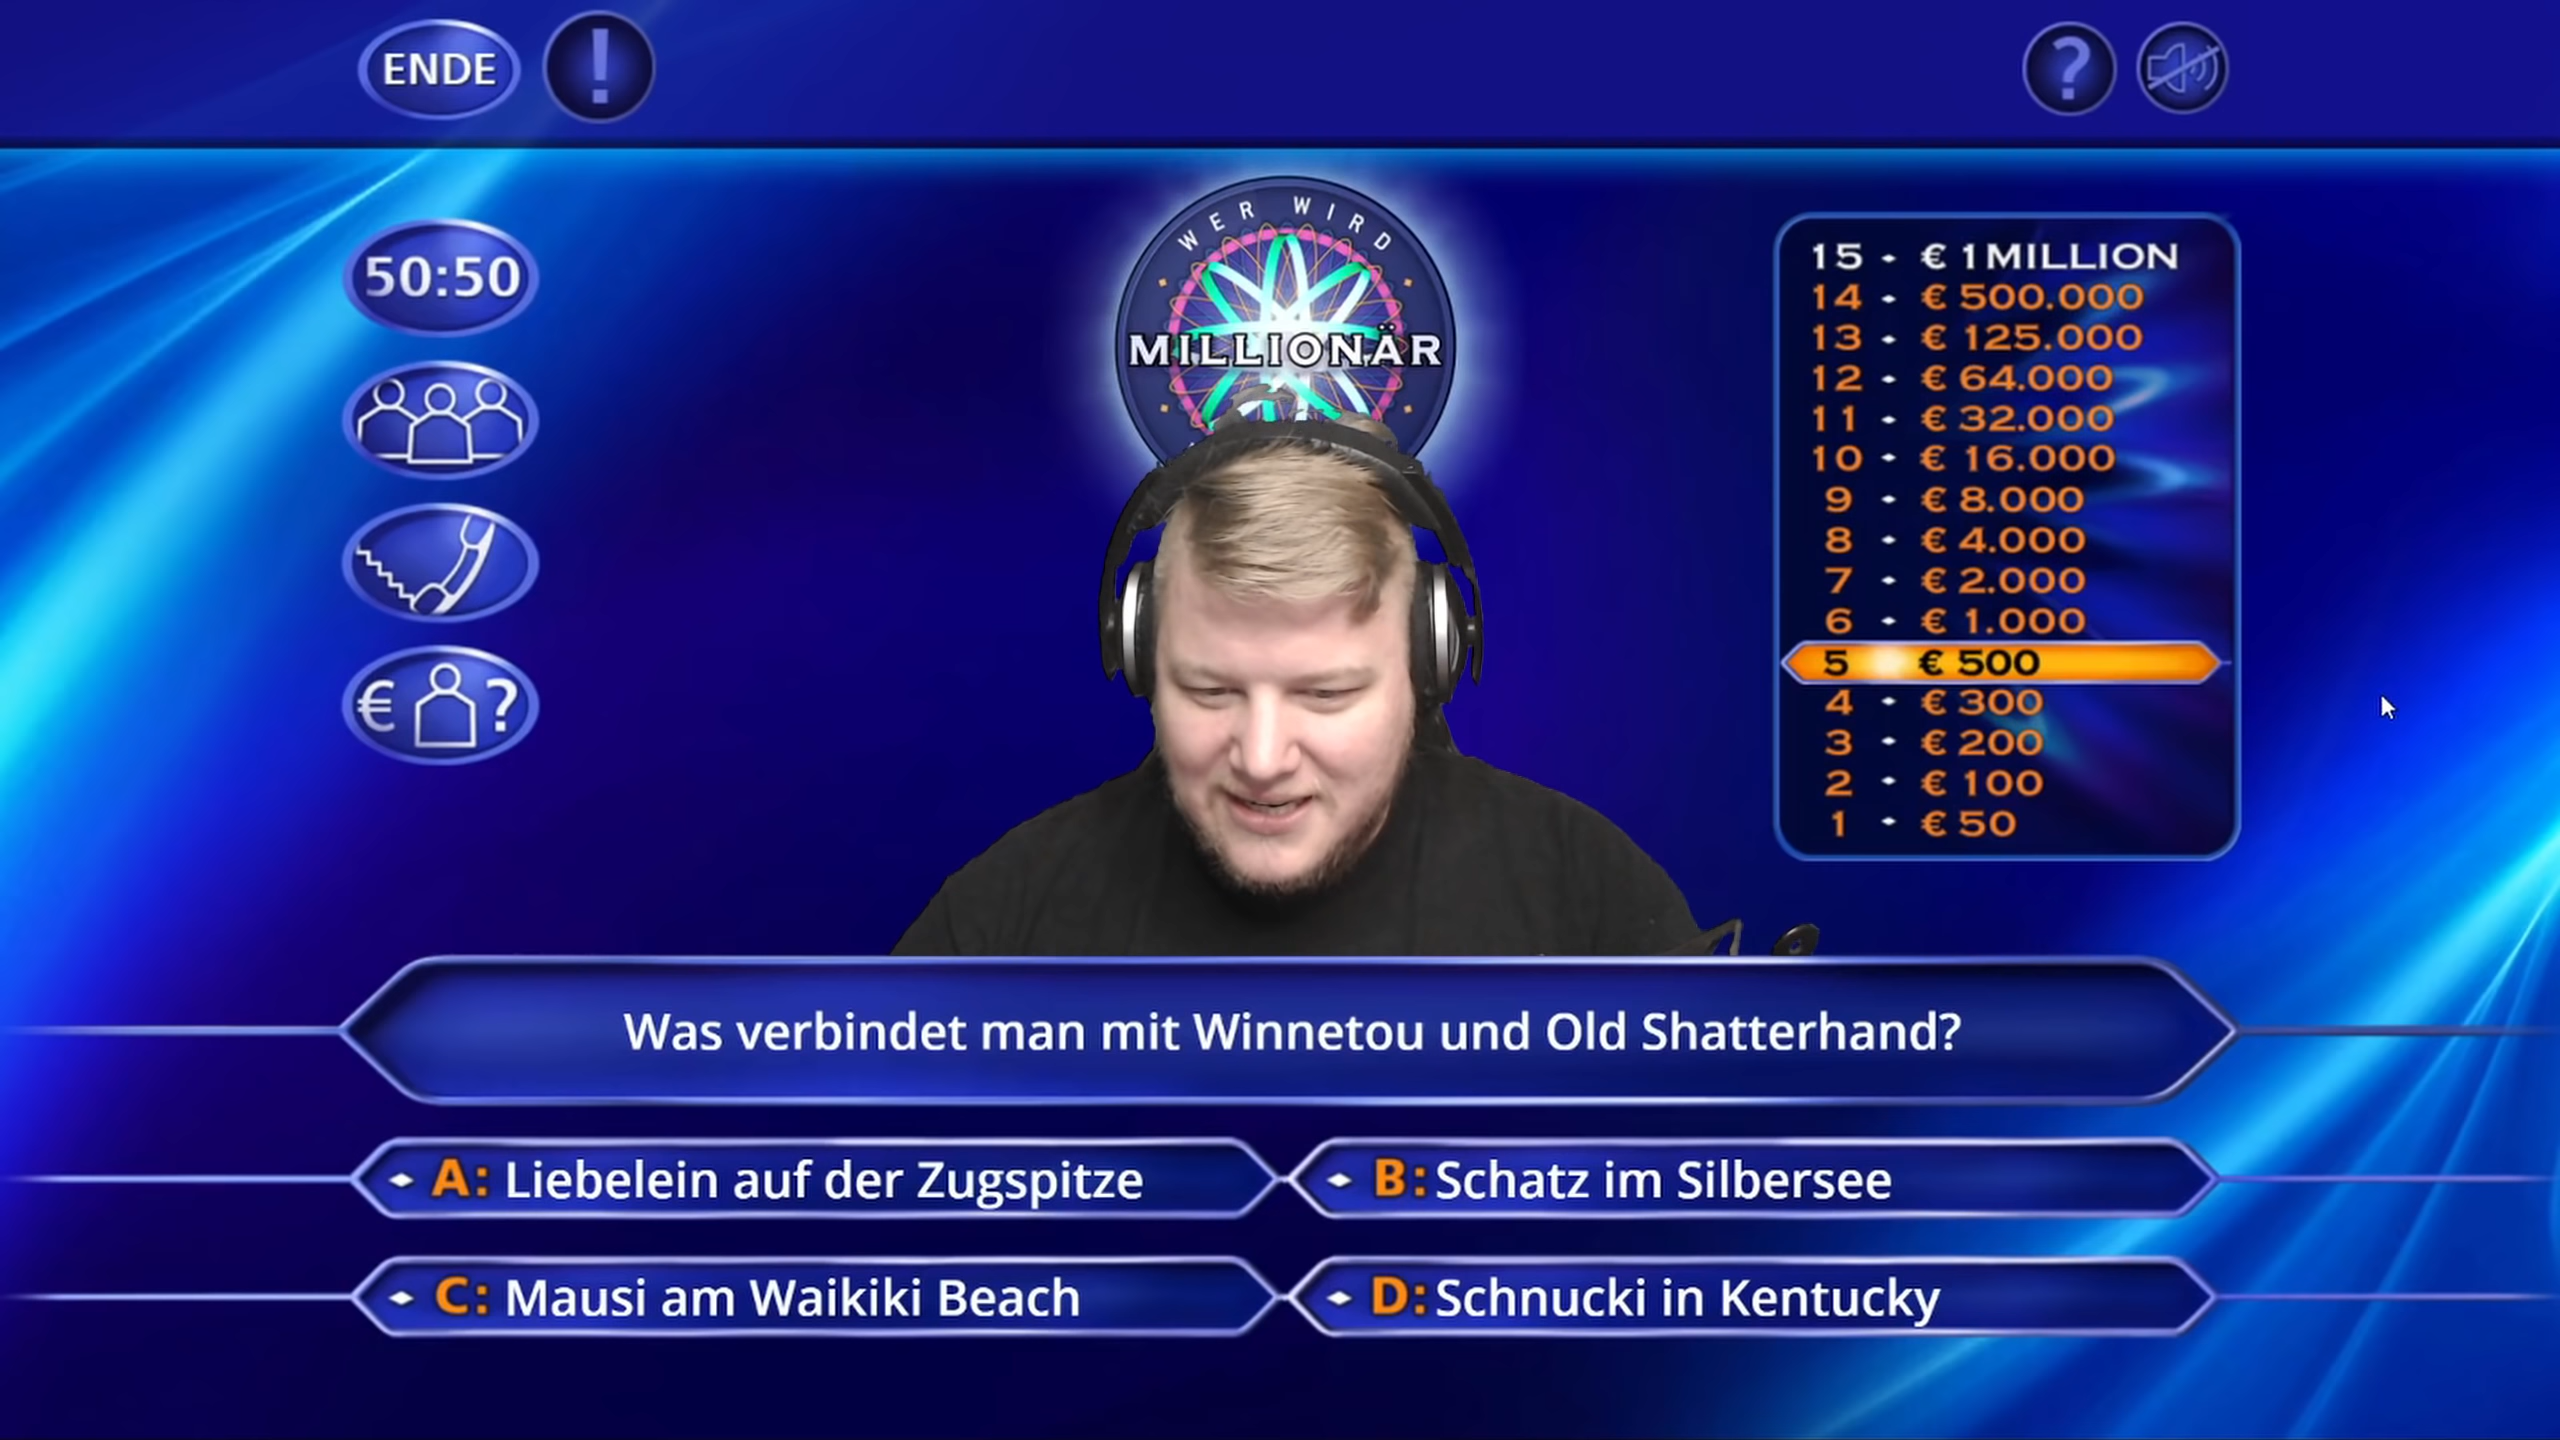 ENDE
!
?
50:50
€ ?
WER WIRD
MILLIONÄR
15 · € 1 MILLION
14 · € 500.000
13 · € 125.000
12 · € 64.000
11 · € 32.000
10 · € 16.000
9 · € 8.000
8 · € 4.000
7 · € 2.000
6 · € 1.000
5 € 500
4 · € 300
3 · € 200
2 · € 100
1 · € 50
Was verbindet man mit Winnetou und Old Shatterhand?
A: Liebelein auf der Zugspitze
B: Schatz im Silbersee
C: Mausi am Waikiki Beach
D: Schnucki in Kentucky